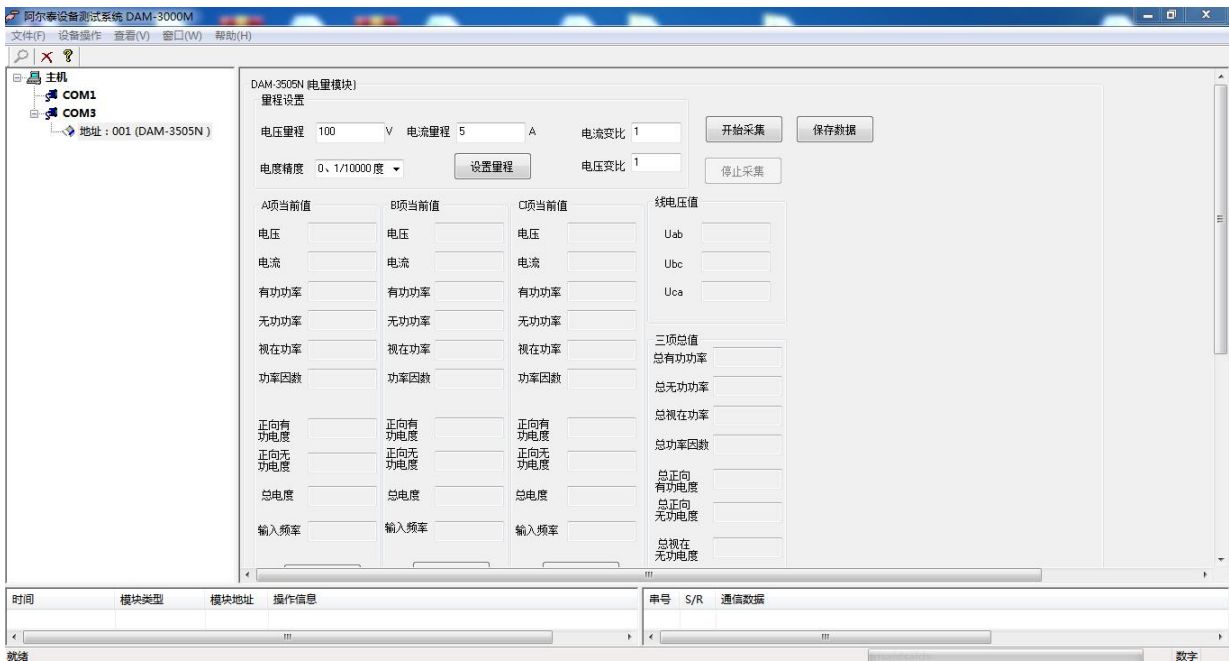 阿尔泰设备测试系统 DAM-3000M
文件(F) 设备操作 查看(V) 窗口(W) 帮助(H)
主机
COM1
COM3
地址：001 (DAM-3505N )
DAM-3505N (电量模块)
量程设置
电压量程 100 V 电流量程 5 A 电流变比 1
开始采集 保存数据
电度精度 0、1/10000度 设置量程 电压变比 1
停止采集
A项当前值 B项当前值 C项当前值 线电压值
电压 电压 电压 Uab
电流 电流 电流 Ubc
有功功率 有功功率 有功功率 Uca
无功功率 无功功率 无功功率
三项总值
视在功率 视在功率 视在功率 总有功功率
功率因数 功率因数 功率因数 总无功功率
总视在功率
正向有功电度 正向有功电度 正向有功电度
总功率因数
正向无功电度 正向无功电度 正向无功电度
总正向有功电度
总电度 总电度 总电度
总正向无功电度
输入频率 输入频率 输入频率
总视在无功电度
时间 模块类型 模块地址 操作信息 串号 S/R 通信数据
就绪 数字